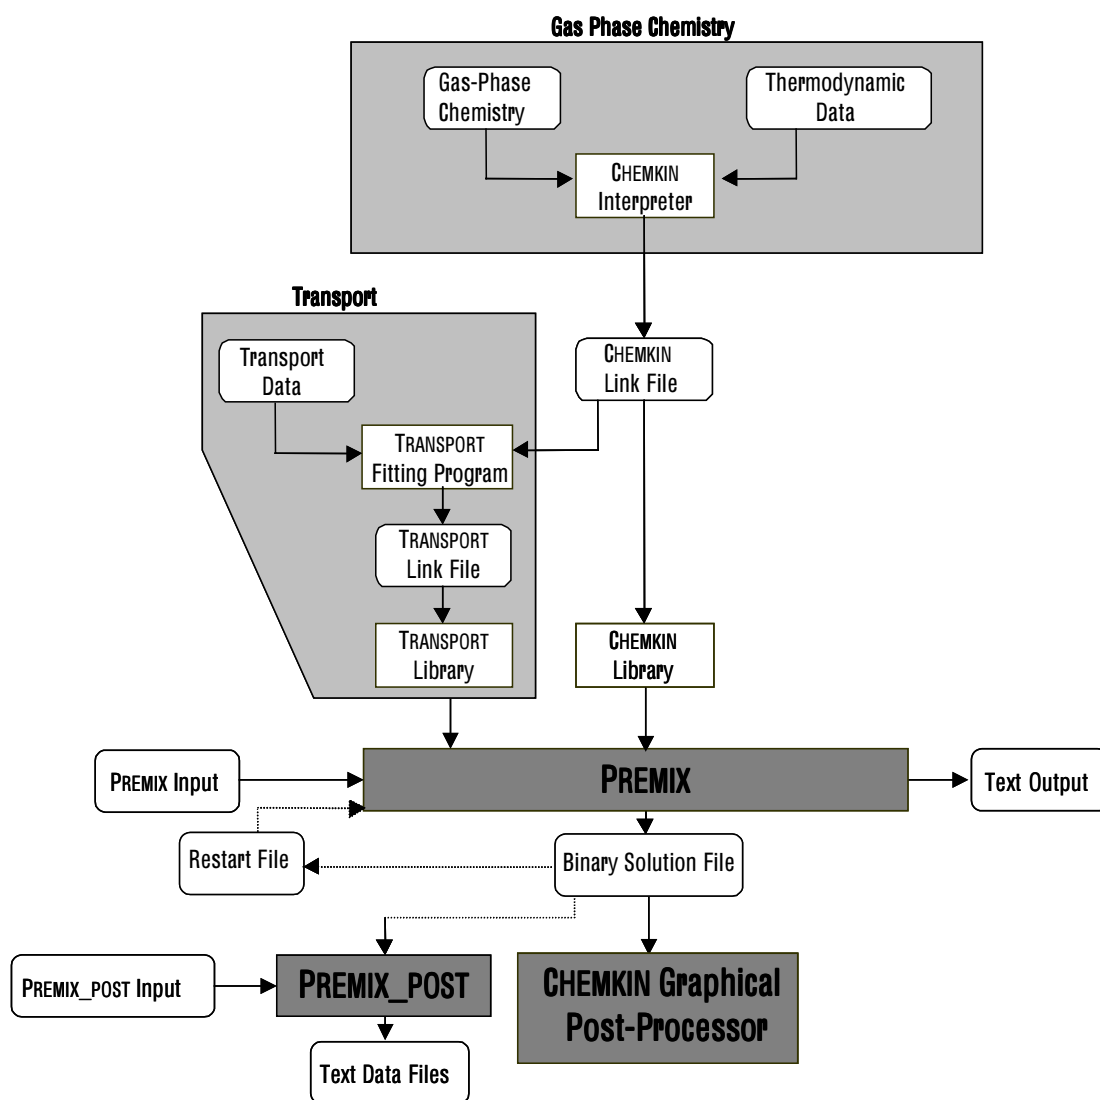 Gas Phase Chemistry
Gas-Phase
Chemistry
Thermodynamic
Data
CHEMKIN
Interpreter
Transport
Transport
Data
CHEMKIN
Link File
TRANSPORT
Fitting Program
TRANSPORT
Link File
TRANSPORT
Library
CHEMKIN
Library
PREMIX Input
PREMIX
Text Output
Restart File
Binary Solution File
PREMIX_POST Input
PREMIX_POST
CHEMKIN Graphical
Post-Processor
Text Data Files